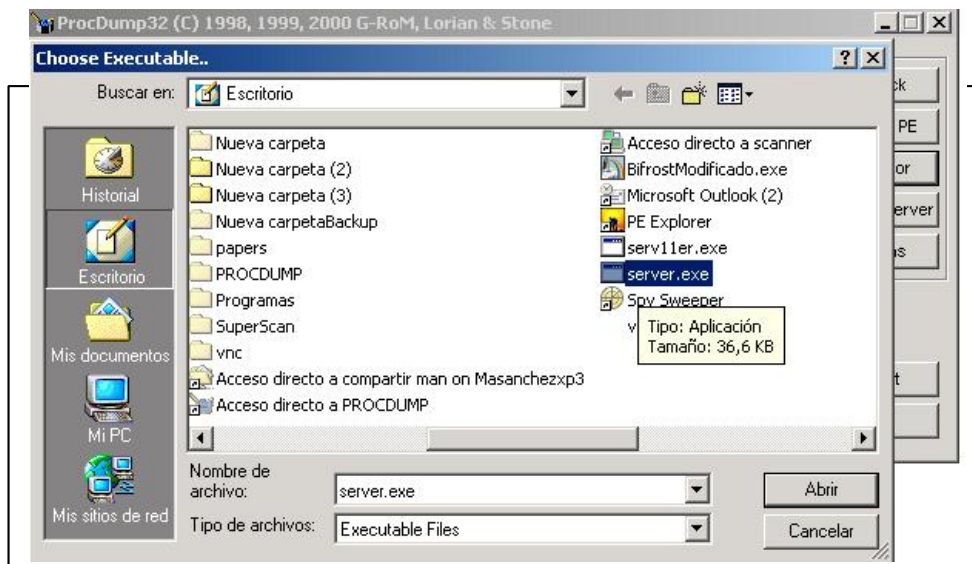 ProcDump32 (C) 1998, 1999, 2000 G-RoM, Lorian & Stone
Choose Executable..
Buscar en:
Escritorio
Historial
Escritorio
Mis documentos
Mi PC
Mis sitios de red
Nueva carpeta
Nueva carpeta (2)
Nueva carpeta (3)
Nueva carpetaBackup
papers
PROCDUMP
Programas
SuperScan
vnc
Acceso directo a compartir man on Masanchezxp3
Acceso directo a PROCDUMP
Acceso directo a scanner
BifrostModificado.exe
Microsoft Outlook (2)
PE Explorer
serv11er.exe
server.exe
Spy Sweeper
v
Tipo: Aplicación
Tamaño: 36,6 KB
Nombre de
archivo:
server.exe
Abrir
Tipo de archivos:
Executable Files
Cancelar
ck
PE
or
erver
ns
t